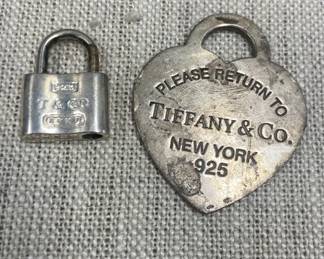 T & CO
PLEASE RETURN TO
TIFFANY & CO.
NEW YORK
925